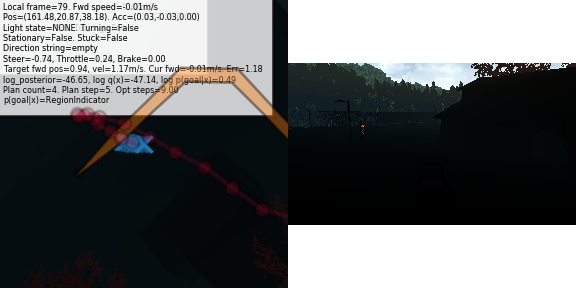 Local frame=79. Fwd speed=-0.01m/s
Pos=(161.48,20.87,38.18). Acc=(0.03,-0.03,0.00)
Light state=NONE. Turning=False
Stationary=False. Stuck=False
Direction string=empty
Steer=-0.74, Throttle=0.24, Brake=0.00
Target fwd pos=0.94, vel=1.17m/s. Cur fwd=-0.01m/s. Err=1.18
log_posterior=-46.65, log q(x)=-47.14, log p(goal|x)=0.49
Plan count=4. Plan step=5. Opt steps=9.00
p(goal|x)=RegionIndicator